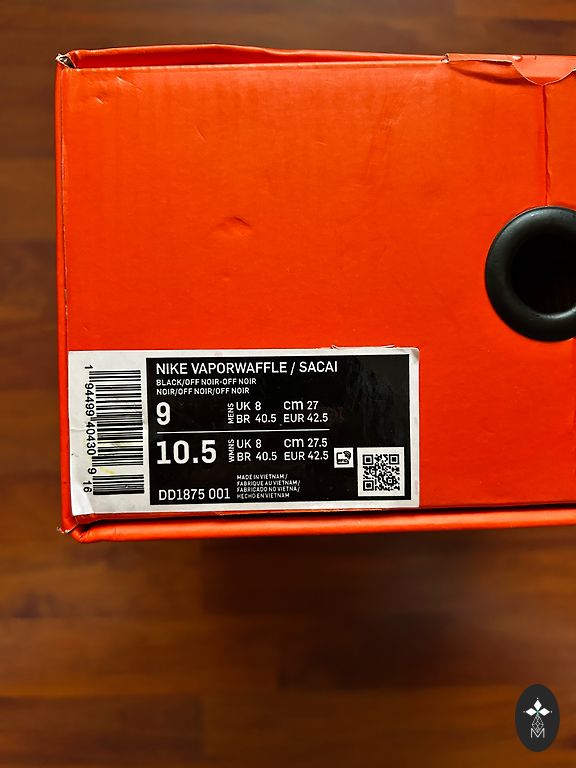 NIKE VAPORWAFFLE / SACAI
BLACK/OFF NOIR-OFF NOIR
NOIR/OFF NOIR/OFF NOIR
9 MENS UK 8 cm 27
BR 40.5 EUR 42.5
10.5 WMNS UK 8 cm 27.5
BR 40.5 EUR 42.5
DD1875 001
MADE IN VIETNAM /
FABRIQUE AU VIETNAM /
FABRICADO NO VIETNA /
HECHO EN VIETNAM
1 94499 40430 9 16
M